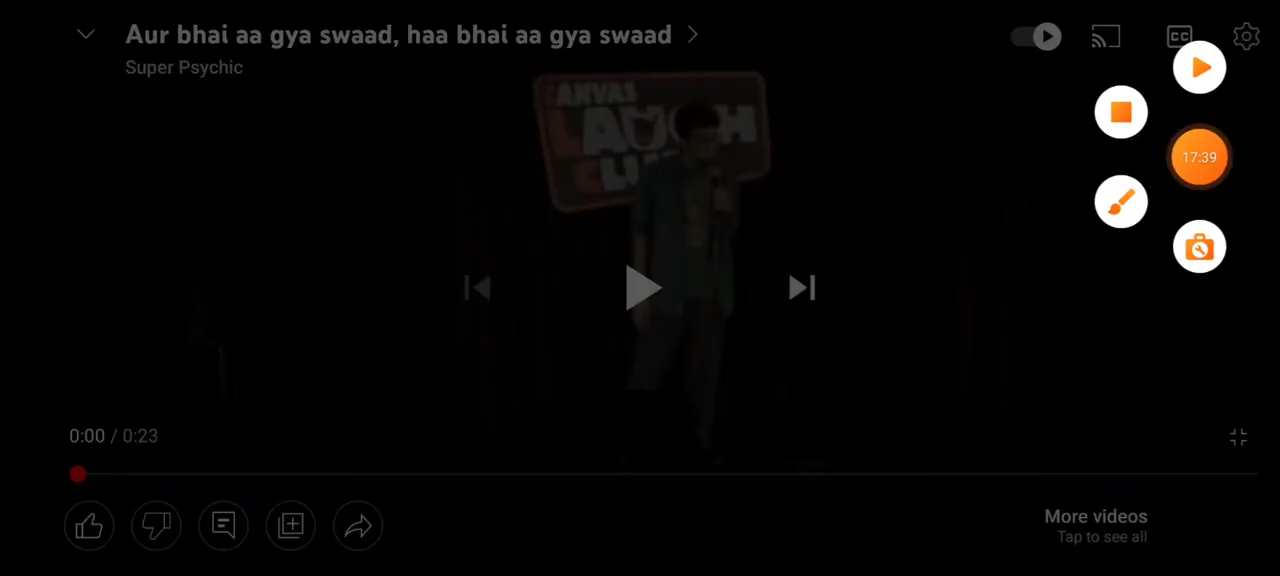 Aur bhai aa gya swaad, haa bhai aa gya swaad
Super Psychic
CC
17:39
0:00 / 0:23
More videos
Tap to see all